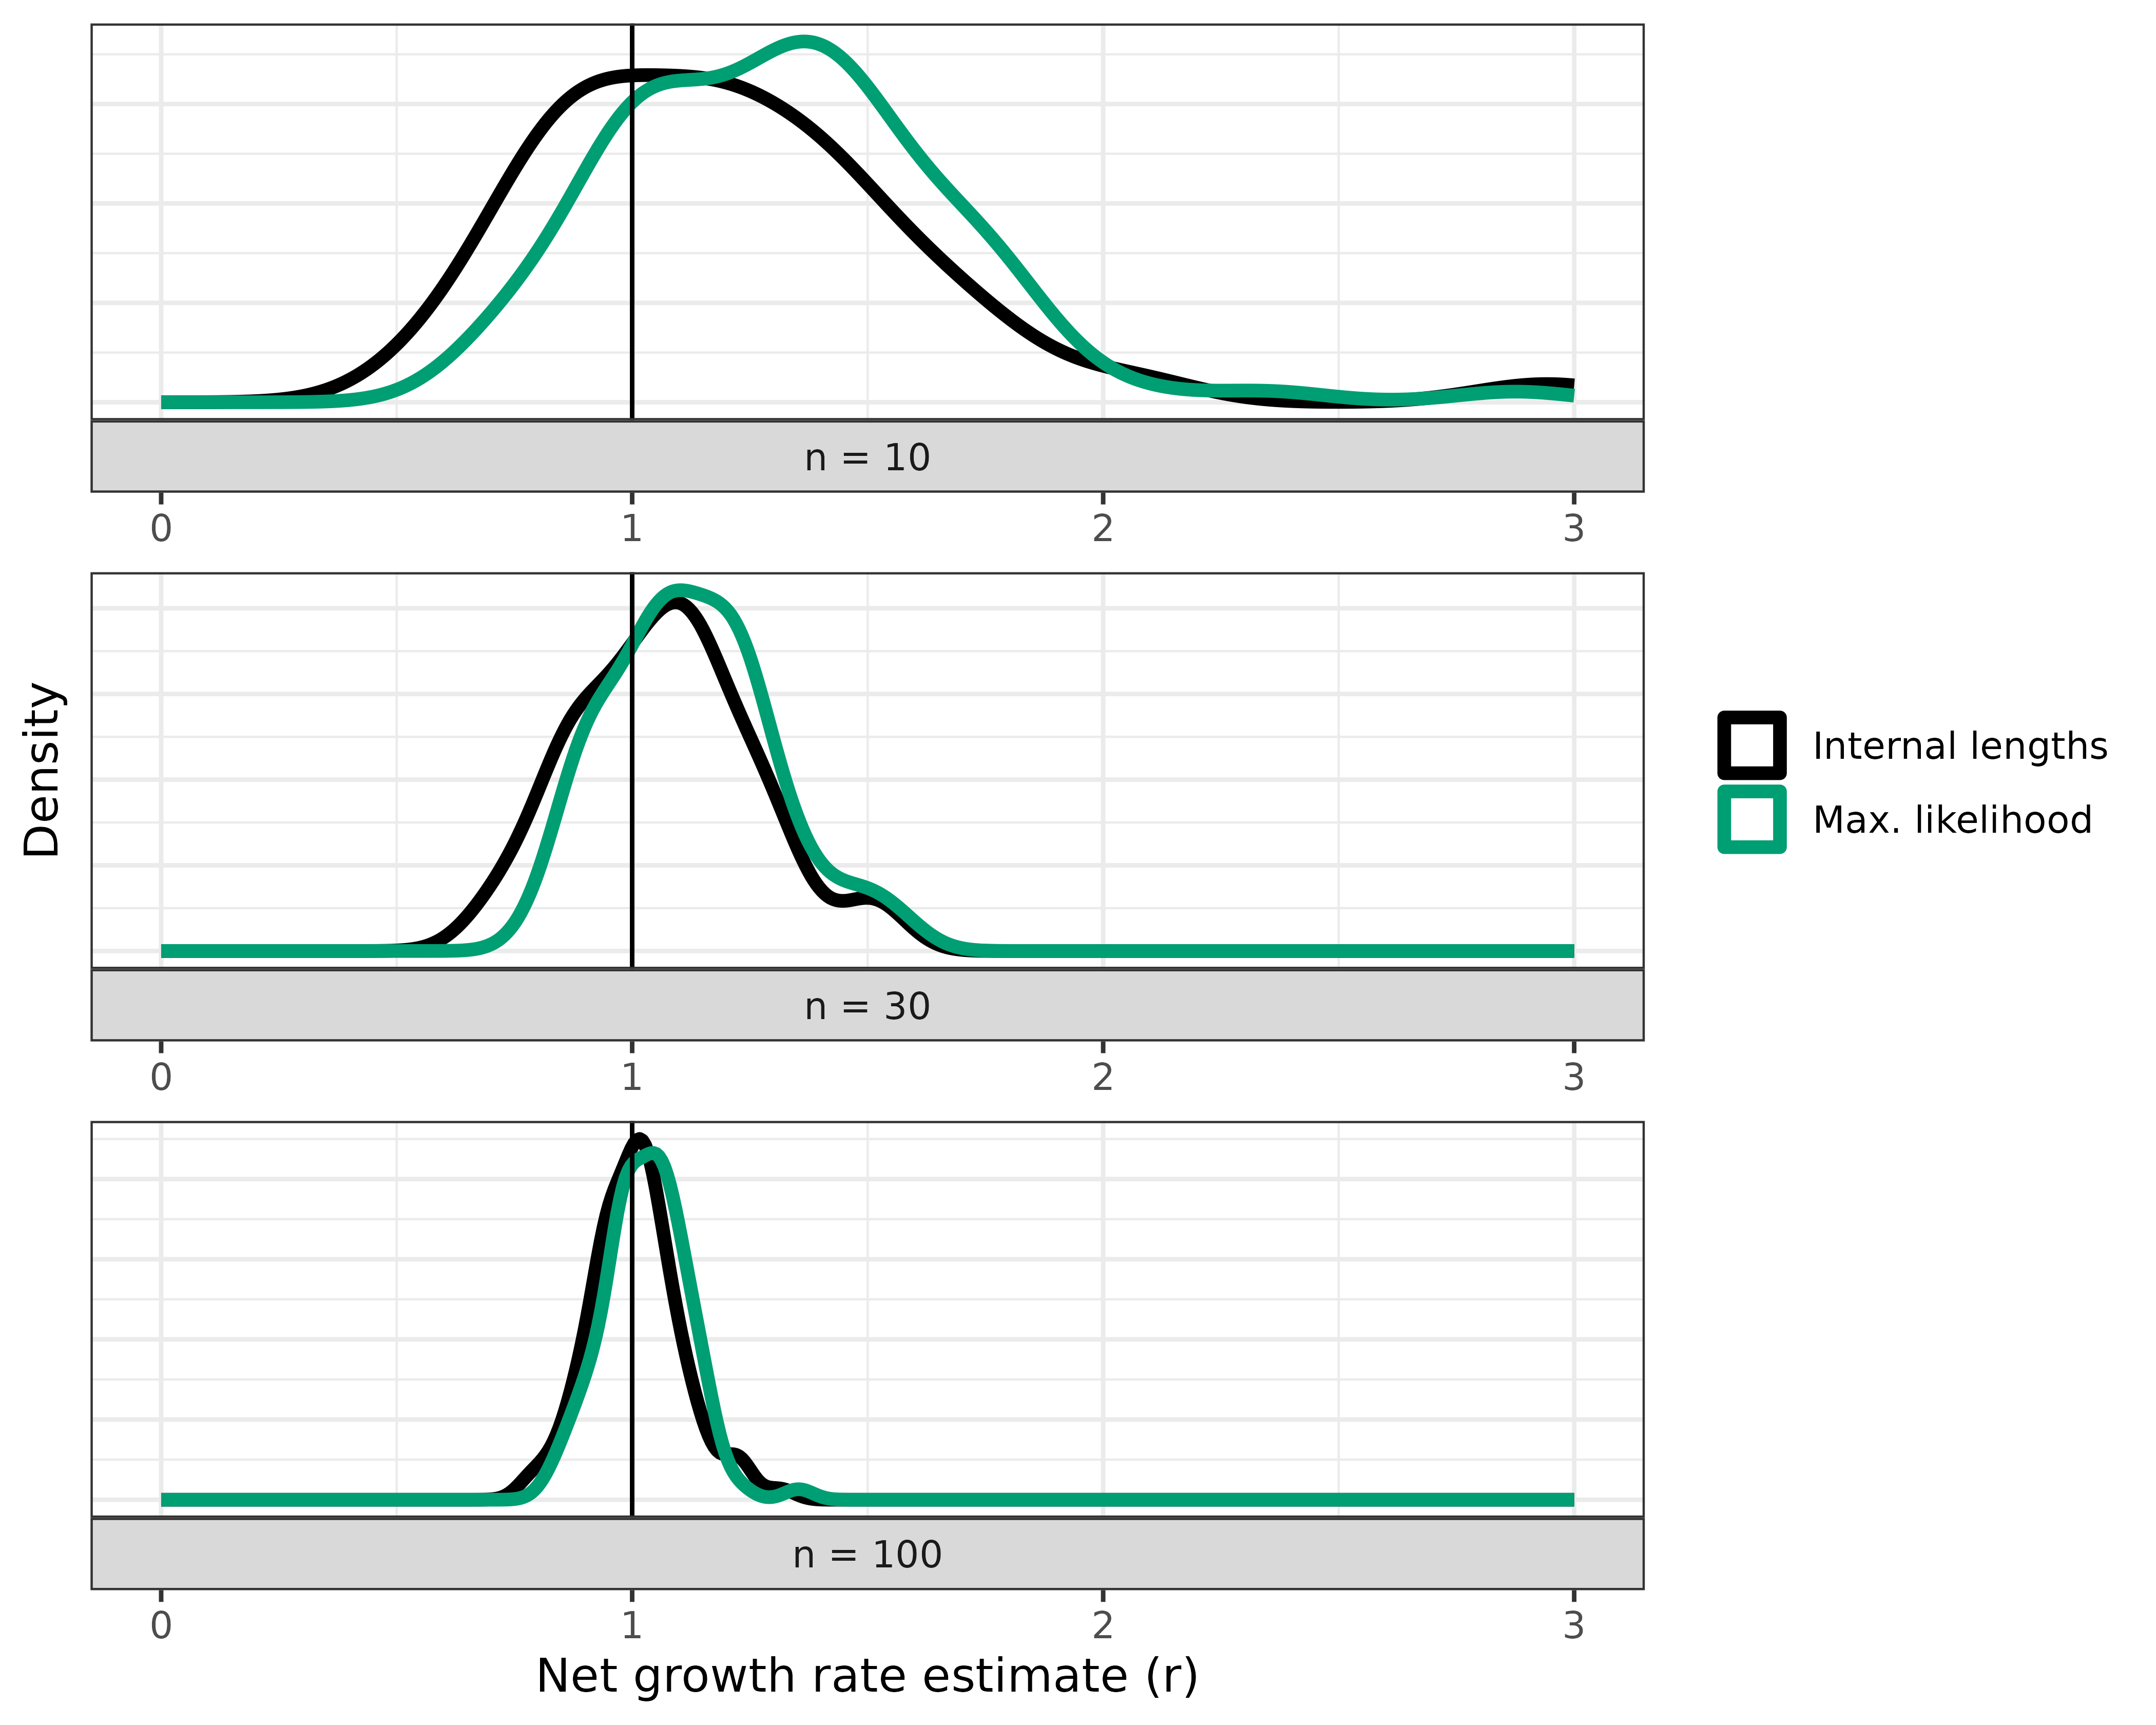 n = 10
0 1 2 3
n = 30
0 1 2 3
n = 100
0 1 2 3
Net growth rate estimate (r)
Density
Internal lengths
Max. likelihood